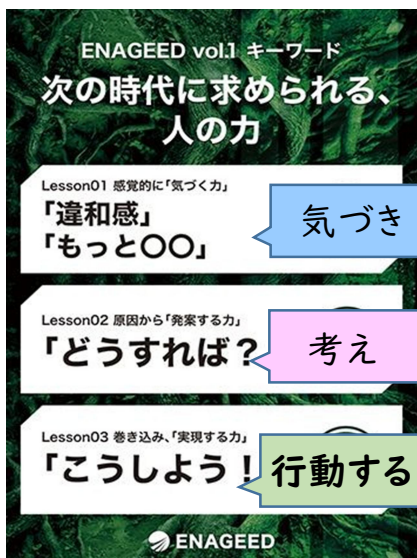 ENAGEED vol.1 キーワード
次の時代に求められる、
人の力
Lesson01 感覚的に「気づく力」
「違和感」
「もっと〇〇」
気づき
Lesson02 原因から「発案する力」
「どうすれば？
考え
Lesson03 巻き込み、「実現する力」
「こうしよう！
行動する
ENAGEED